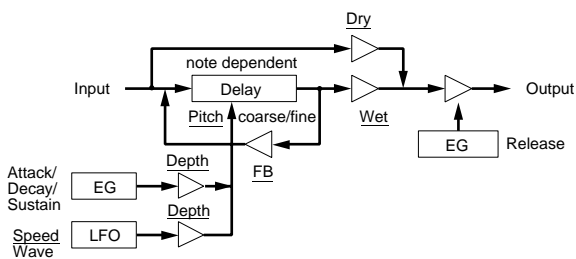 Dry
note dependent
Input
Delay
Output
Pitch coarse/fine
Wet
EG
Release
FB
Attack/
Decay/
Sustain
EG
Depth
Depth
Speed
Wave
LFO